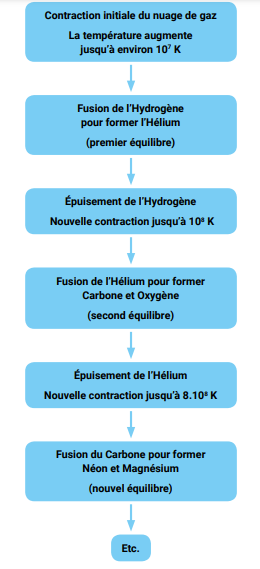 Contraction initiale du nuage de gaz
La température augmente
jusqu'à environ 10⁷ K
Fusion de l'Hydrogène
pour former l'Hélium
(premier équilibre)
Épuisement de l'Hydrogène
Nouvelle contraction jusqu'à 10⁸ K
Fusion de l'Hélium pour former
Carbone et Oxygène
(second équilibre)
Épuisement de l'Hélium
Nouvelle contraction jusqu'à 8.10⁸ K
Fusion du Carbone pour former
Néon et Magnésium
(nouvel équilibre)
Etc.